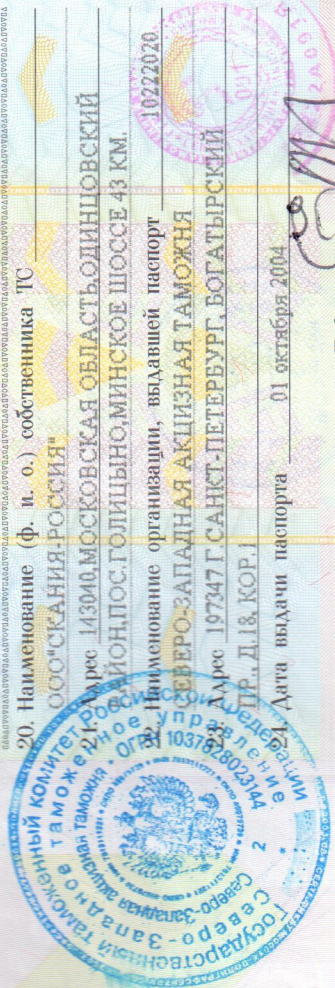 20. Наименование (ф. и. о.) собственника ТС
ООО "СКАНИЯ-РОССИЯ"
21. Адрес 143040,МОСКОВСКАЯ ОБЛАСТЬ,ОДИНЦОВСКИЙ
РАЙОН,ПОС.ГОЛИЦЫНО,МИНСКОЕ ШОССЕ 43 КМ.
22. Наименование организации, выдавшей паспорт 10222020,
СЕВЕРО-ЗАПАДНАЯ АКЦИЗНАЯ ТАМОЖНЯ
23. Адрес 197347 Г. САНКТ-ПЕТЕРБУРГ, БОГАТЫРСКИЙ
ПР., Д.18, КОР.1
24. Дата выдачи паспорта 01 октября 2004
Государственный таможенный комитет Российской Федерации
Северо-Западное таможенное управление
Северо-Западная акцизная таможня
ОГРН 1037828023144
2